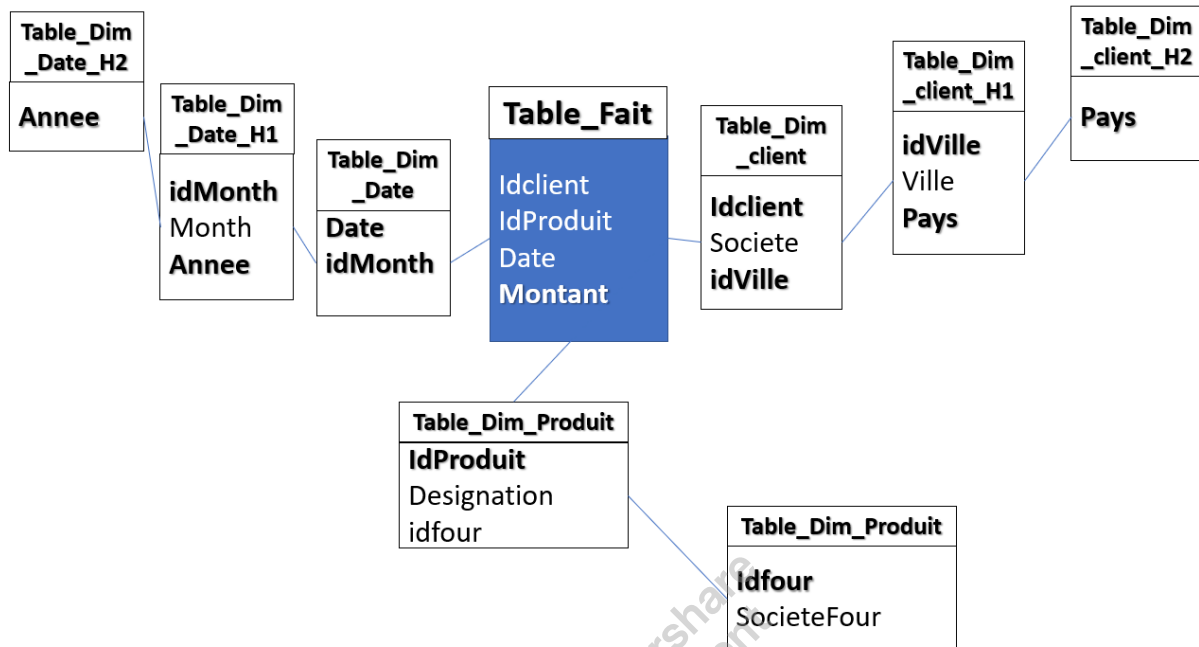 Table_Dim
_Date_H2
Annee
Table_Dim
_Date_H1
idMonth
Month
Annee
Table_Dim
_Date
Date
idMonth
Table_Fait
Idclient
IdProduit
Date
Montant
Table_Dim
_client
Idclient
Societe
idVille
Table_Dim
_client_H1
idVille
Ville
Pays
Table_Dim
_client_H2
Pays
Table_Dim_Produit
IdProduit
Designation
idfour
Table_Dim_Produit
Idfour
SocieteFour